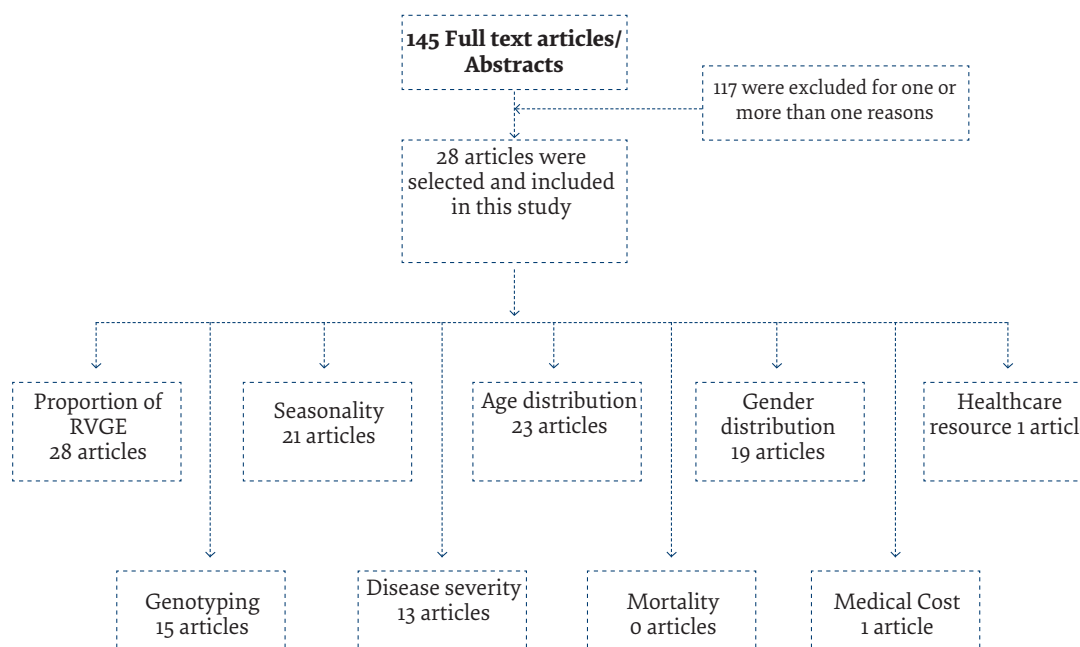 145 Full text articles/
Abstracts
117 were excluded for one or
more than one reasons
28 articles were
selected and included
in this study
Proportion of
RVGE
28 articles
Seasonality
21 articles
Age distribution
23 articles
Gender
distribution
19 articles
Healthcare
resource 1 articl
Genotyping
15 articles
Disease severity
13 articles
Mortality
0 articles
Medical Cost
1 article